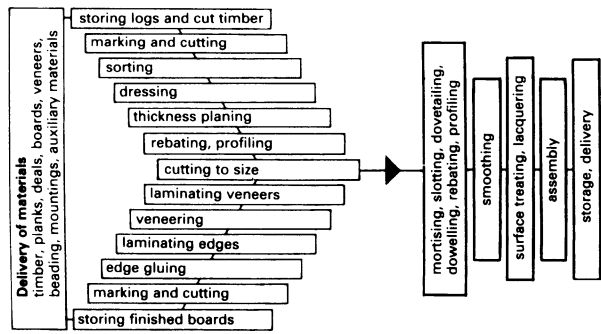 Delivery of materials
timber, planks, deals, boards, veneers,
beading, mountings, auxiliary materials
storing logs and cut timber
marking and cutting
sorting
dressing
thickness planing
rebating, profiling
cutting to size
laminating veneers
veneering
laminating edges
edge gluing
marking and cutting
storing finished boards
mortising, slotting, dovetailing,
dowelling, rebating, profiling
smoothing
surface treating, lacquering
assembly
storage, delivery